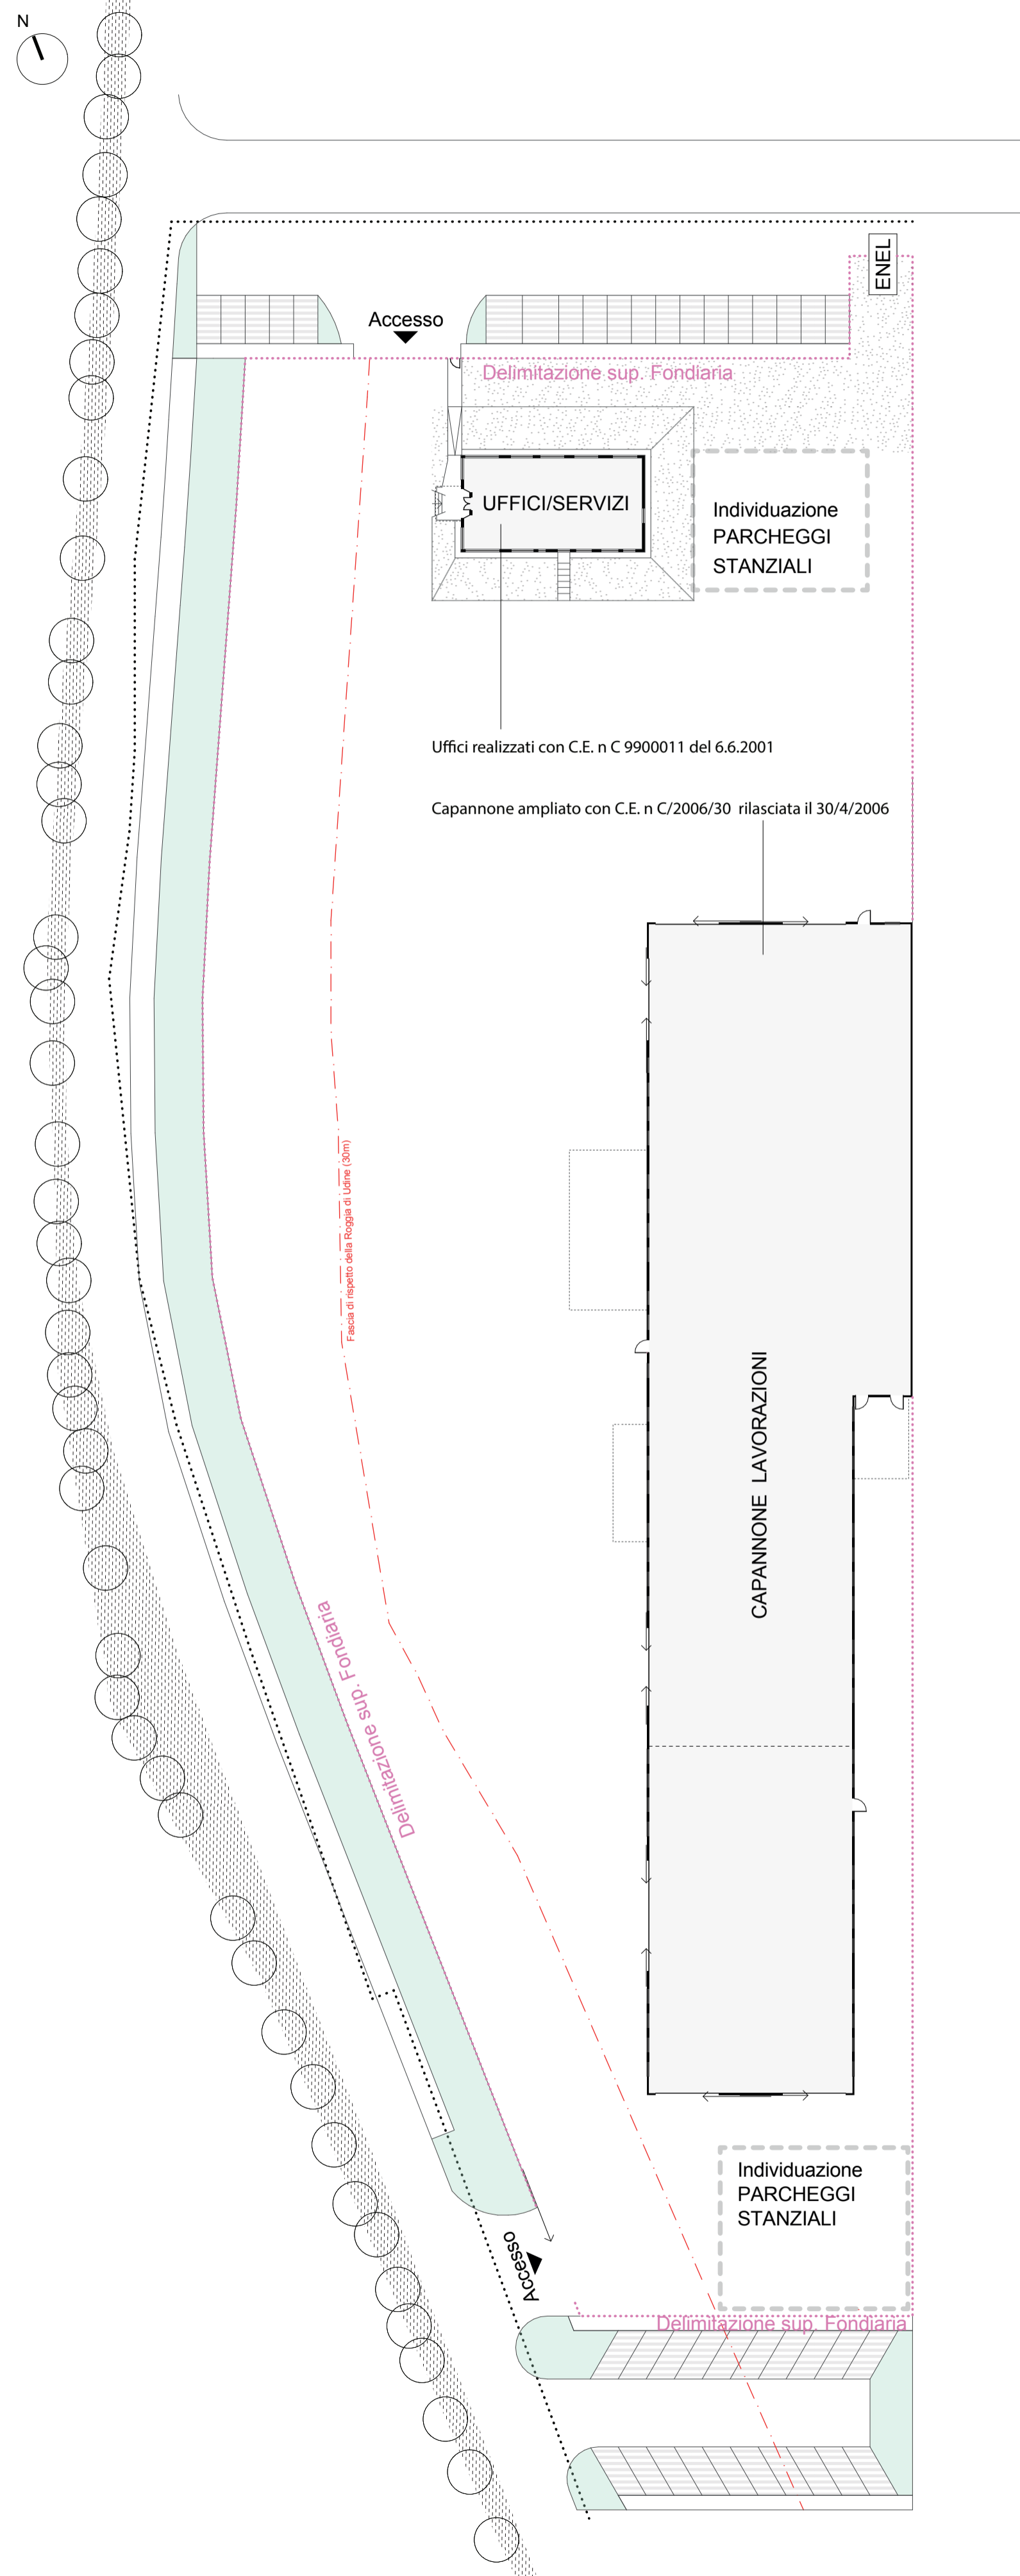 N
ENEL
Accesso
Delimitazione sup. Fondiaria
UFFICI/SERVIZI
Individuazione
PARCHEGGI
STANZIALI
Uffici realizzati con C.E. n C 9900011 del 6.6.2001
Capannone ampliato con C.E. n C/2006/30 rilasciata il 30/4/2006
Fascia di rispetto della Roggia di Udine (30m)
CAPANNONE LAVORAZIONI
Delimitazione sup. Fondiaria
Individuazione
PARCHEGGI
STANZIALI
Accesso
Delimitazione sup. Fondiaria